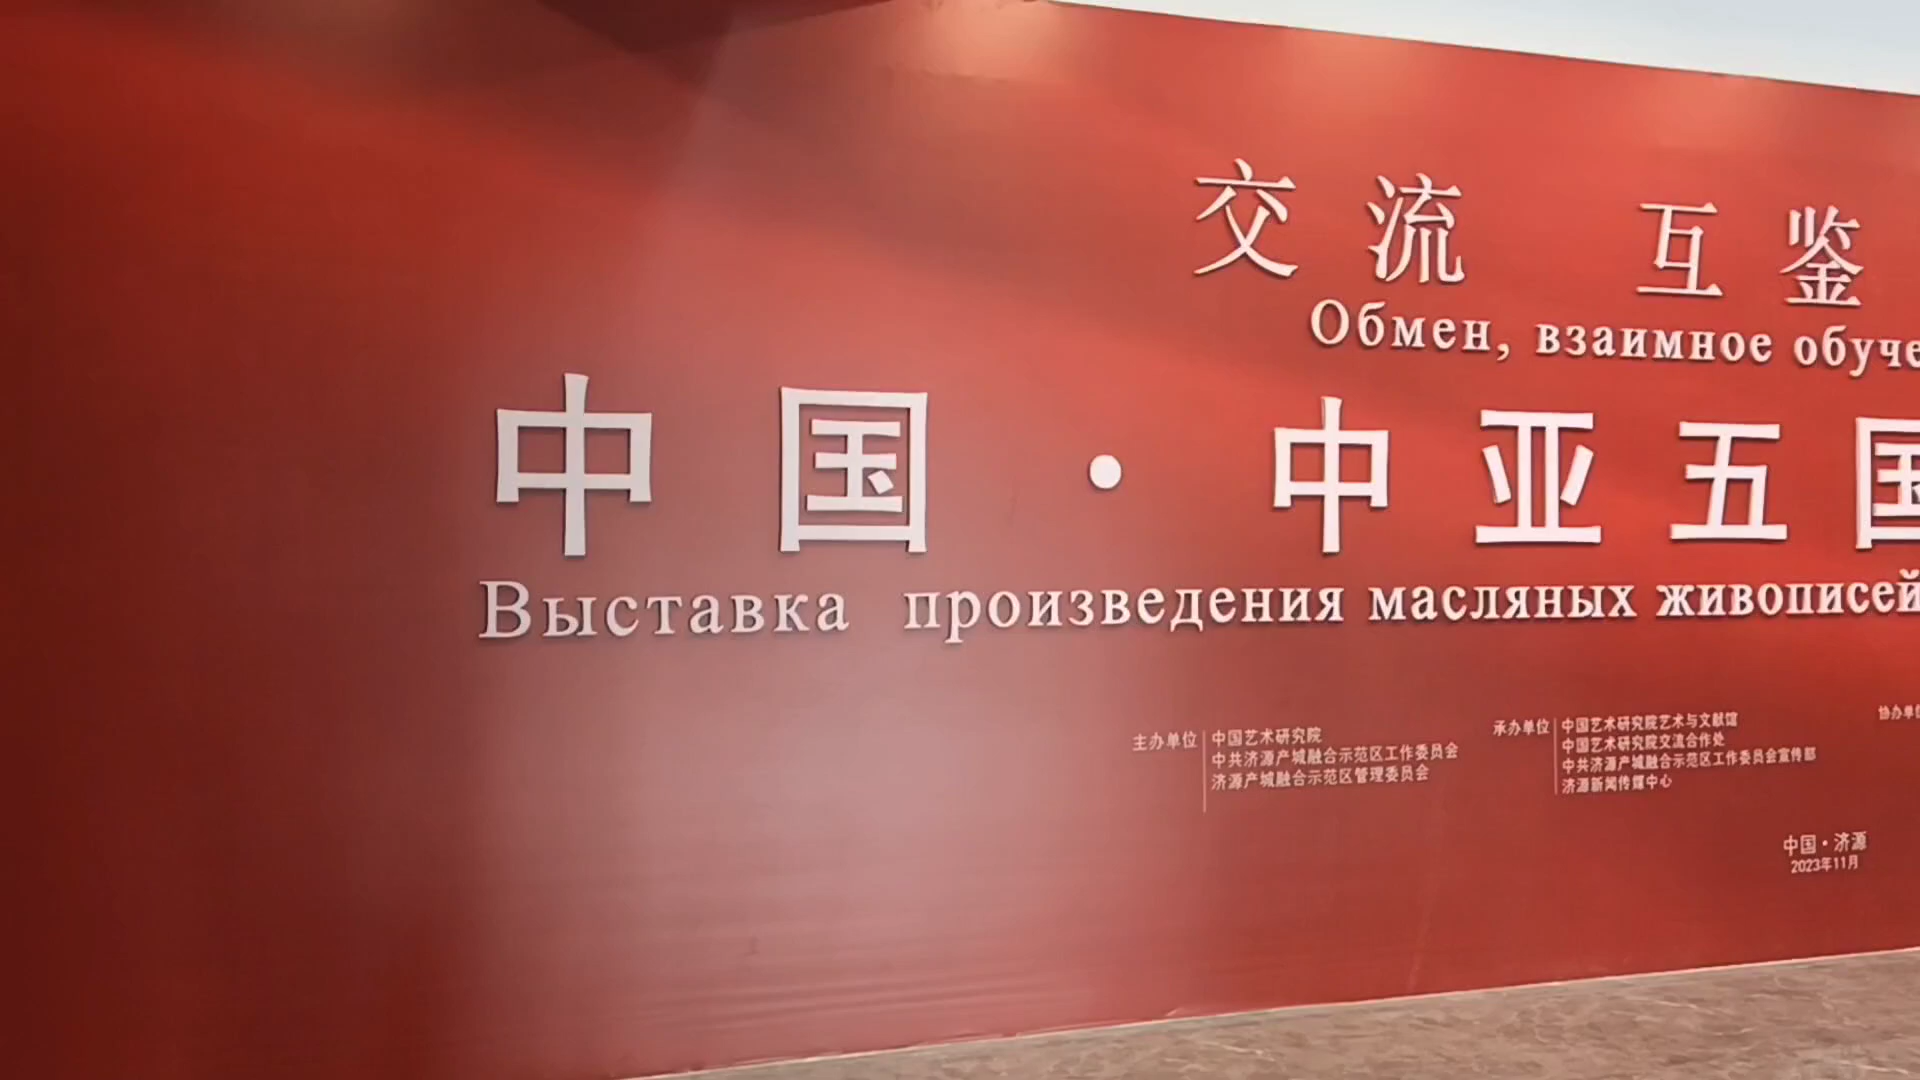 交流 互鉴
Обмен, взаимное обуче
中国·中亚五国
Выставка произведения масляных живописей
主办单位
中国艺术研究院
中共济源产城融合示范区工作委员会
济源产城融合示范区管理委员会
承办单位
中国艺术研究院艺术与文献馆
中国艺术研究院交流合作处
中共济源产城融合示范区工作委员会宣传部
济源新闻传媒中心
协办单位
中国·济源
2023年11月